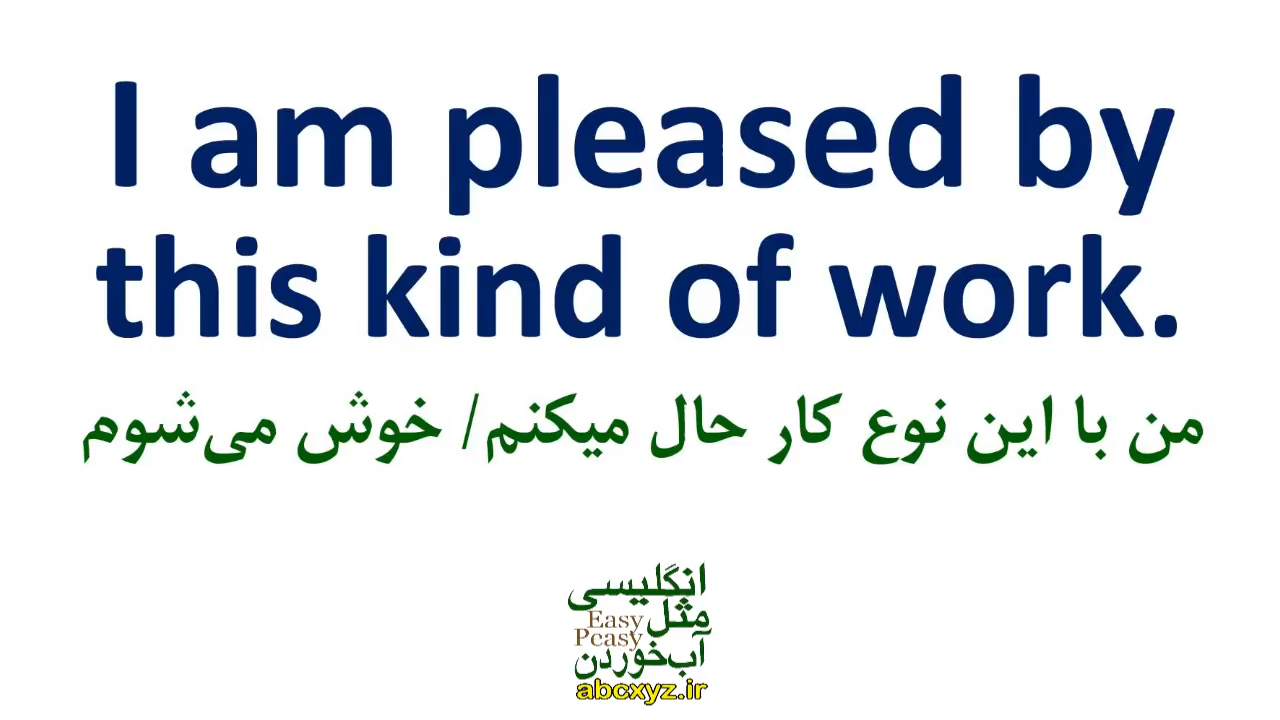 I am pleased by
this kind of work.
من با این نوع کار حال میکنم/ خوش می‌شوم
انگلیسی
مثل
Easy
Peasy
آب‌خوردن
abcxyz.ir